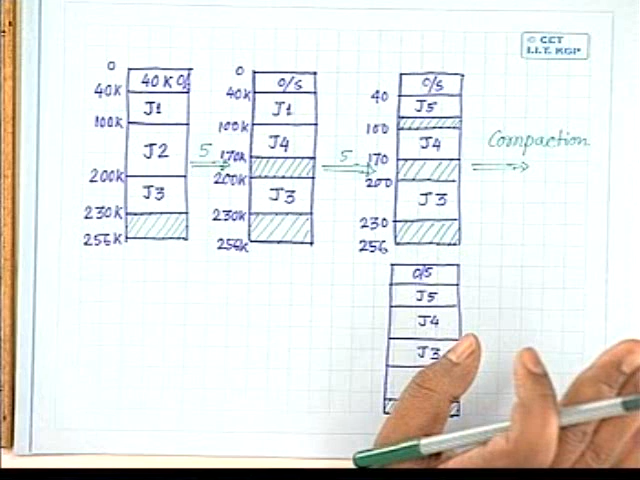 © CET
I.I.T. KGP
0
40K O/S
40K
J1
100K
J2
200K
J3
230K
256K
5
0
O/S
40K
J1
100K
J4
170K
200K
J3
230K
256K
5
O/S
40
J5
100
J4
170
200
J3
230
256
Compaction
O/S
J5
J4
J3